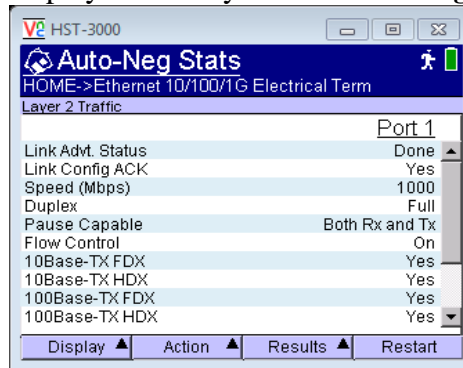 V2 HST-3000
Auto-Neg Stats
HOME->Ethernet 10/100/1G Electrical Term
Layer 2 Traffic
Port 1
Link Advt. Status Done
Link Config ACK Yes
Speed (Mbps) 1000
Duplex Full
Pause Capable Both Rx and Tx
Flow Control On
10Base-TX FDX Yes
10Base-TX HDX Yes
100Base-TX FDX Yes
100Base-TX HDX Yes
Display Action Results Restart